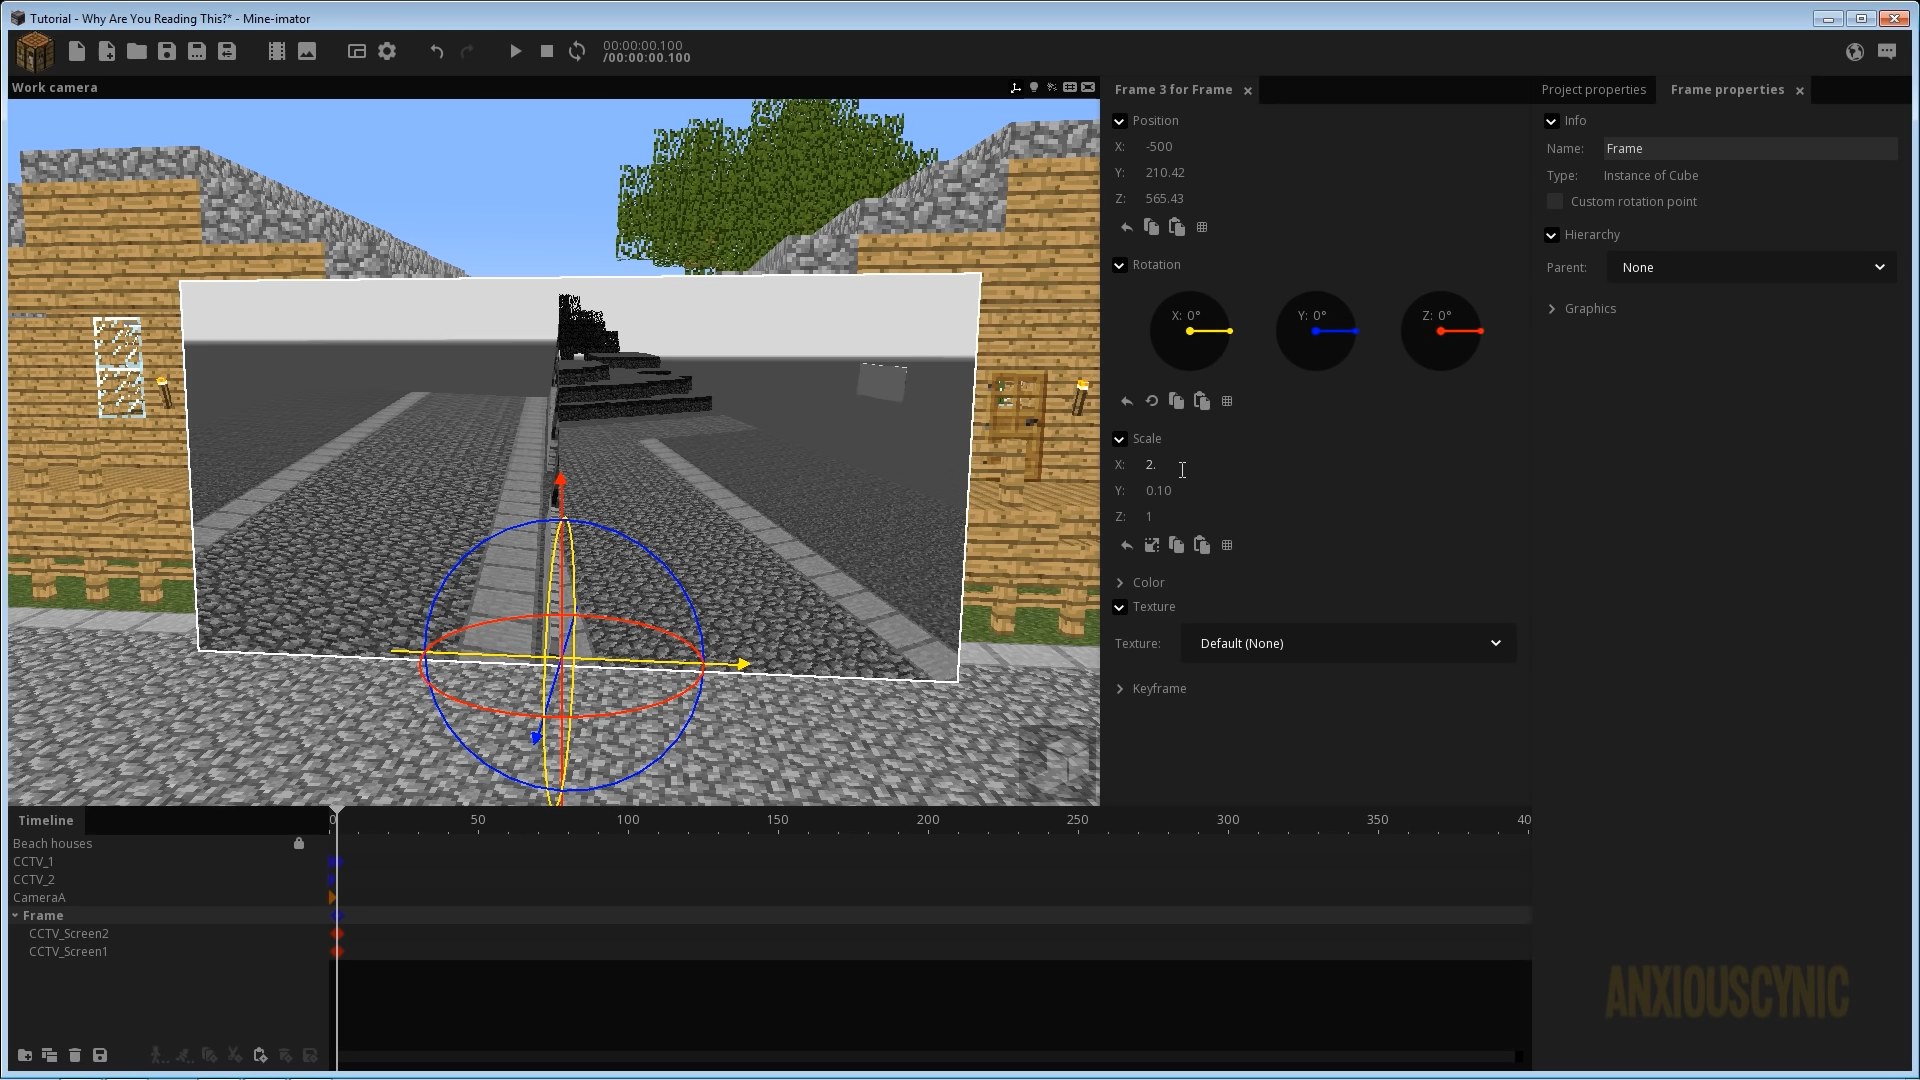 Tutorial - Why Are You Reading This?* - Mine-imator
00:00:00.100
/00:00:00.100
Work camera
Frame 3 for Frame
Position
X: -500
Y: 210.42
Z: 565.43
Rotation
X: 0° Y: 0° Z: 0°
Scale
X: 2.
Y: 0.10
Z: 1
Color
Texture
Texture: Default (None)
Keyframe
Project properties Frame properties
Info
Name: Frame
Type: Instance of Cube
Custom rotation point
Hierarchy
Parent: None
Graphics
Timeline
0 50 100 150 200 250 300 350 40
Beach houses
CCTV_1
CCTV_2
CameraA
Frame
CCTV_Screen2
CCTV_Screen1
ANXIOUSCYNIC